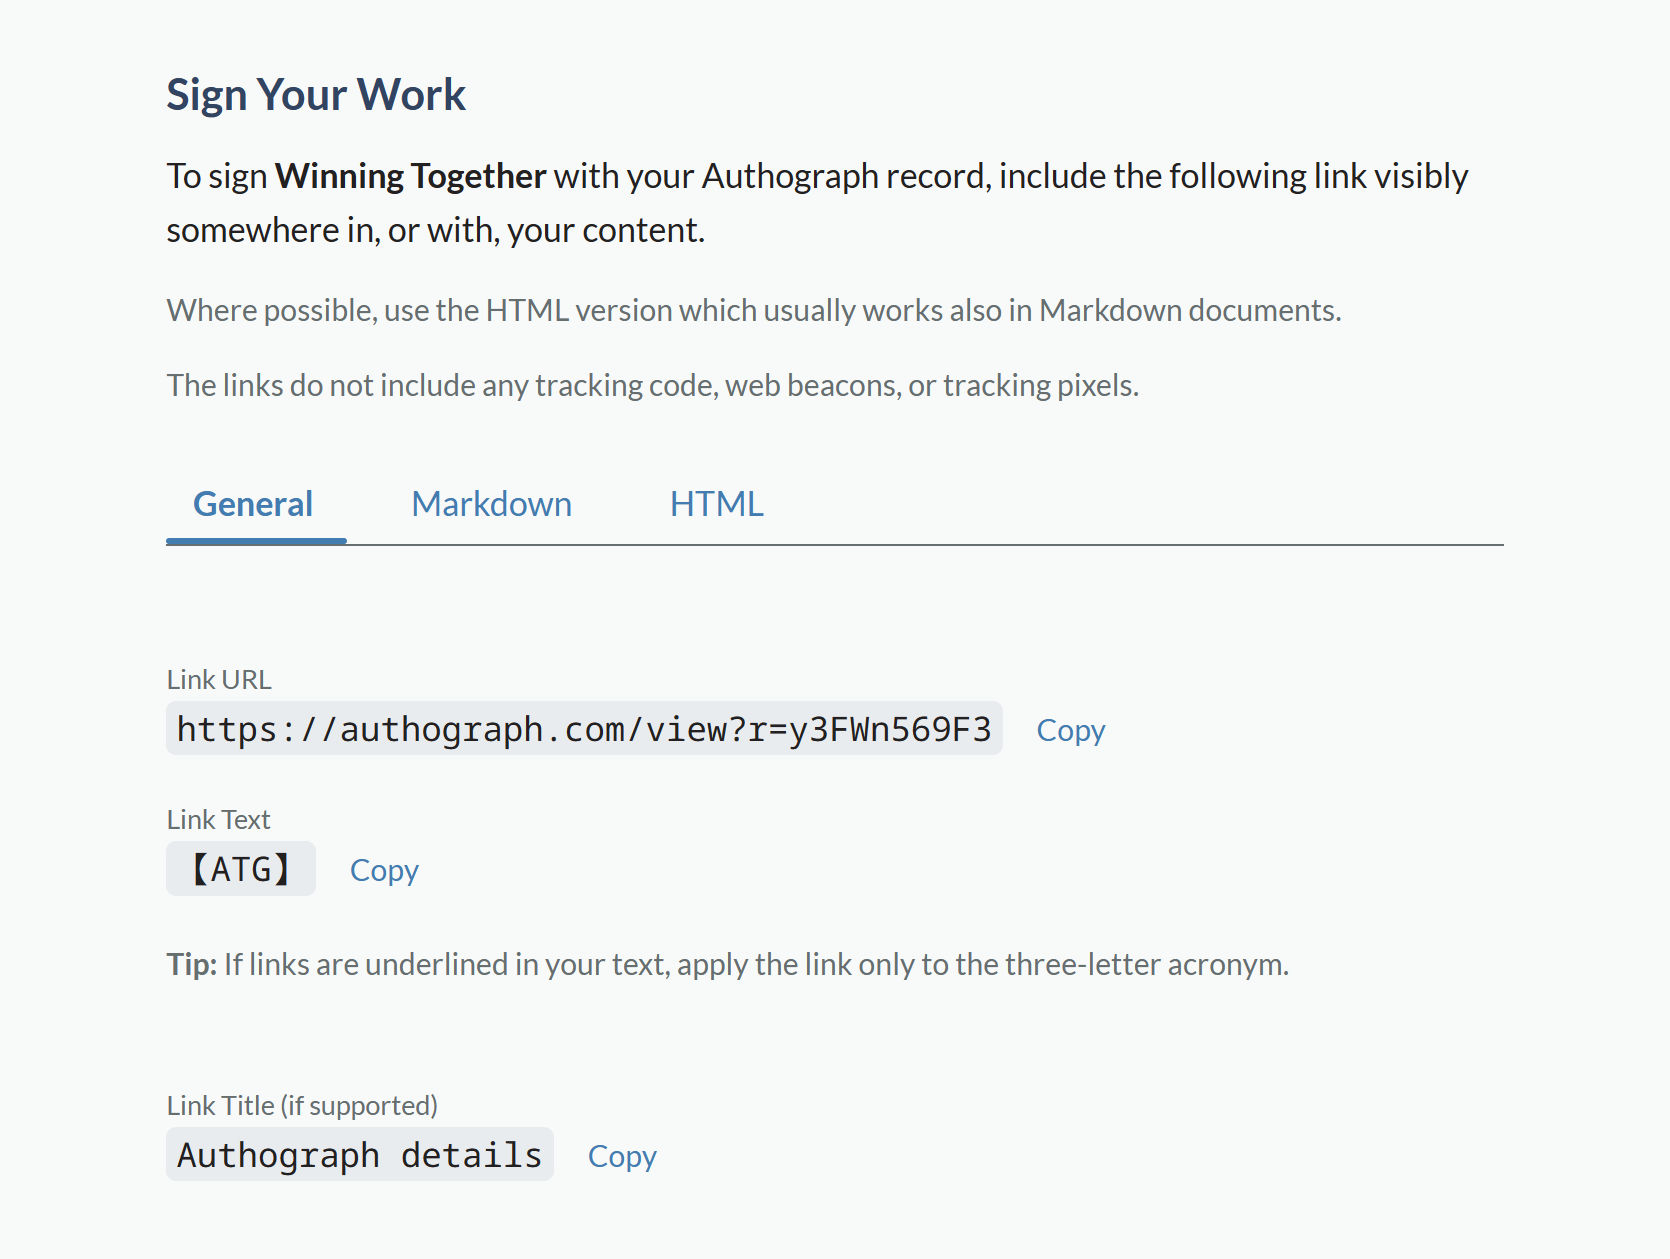 Sign Your Work
To sign Winning Together with your Authograph record, include the following link visibly
somewhere in, or with, your content.
Where possible, use the HTML version which usually works also in Markdown documents.
The links do not include any tracking code, web beacons, or tracking pixels.
General Markdown HTML
Link URL
https://authograph.com/view?r=y3FWn569F3 Copy
Link Text
【ATG】 Copy
Tip: If links are underlined in your text, apply the link only to the three-letter acronym.
Link Title (if supported)
Authograph details Copy